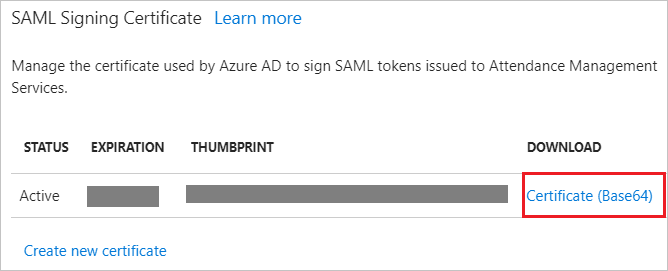 SAML Signing Certificate Learn more
Manage the certificate used by Azure AD to sign SAML tokens issued to Attendance Management
Services.
STATUS EXPIRATION THUMBPRINT DOWNLOAD
Active Certificate (Base64)
Create new certificate